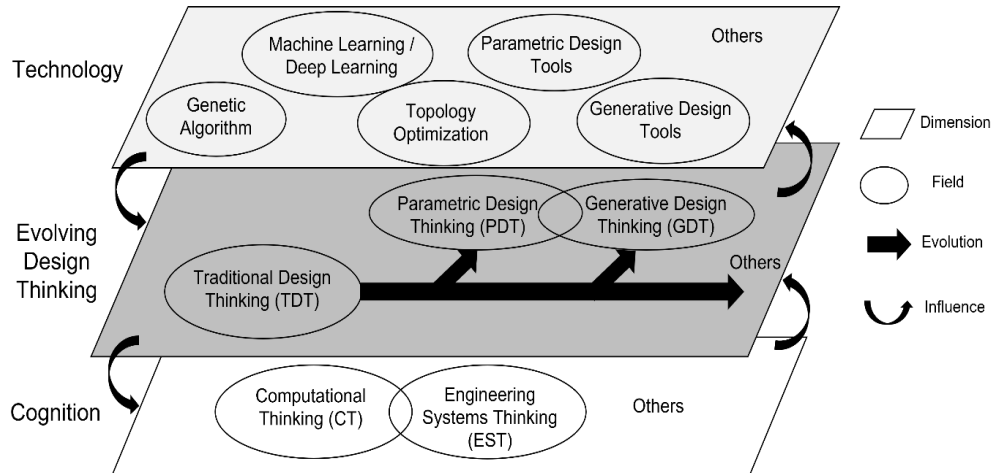 Technology
Machine Learning /
Deep Learning
Parametric Design
Tools
Others
Genetic
Algorithm
Topology
Optimization
Generative Design
Tools
Evolving
Design
Thinking
Parametric Design
Thinking (PDT)
Generative Design
Thinking (GDT)
Traditional Design
Thinking (TDT)
Others
Cognition
Computational
Thinking (CT)
Engineering
Systems Thinking
(EST)
Others
Dimension
Field
Evolution
Influence